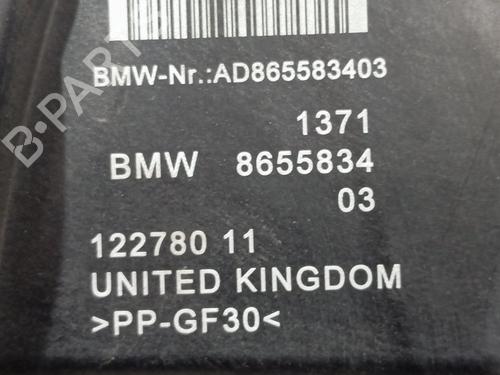 BMW-Nr.:AD865583403
1371
BMW 8655834
03
122780 11
UNITED KINGDOM
>PP-GF30<
B-PARTS